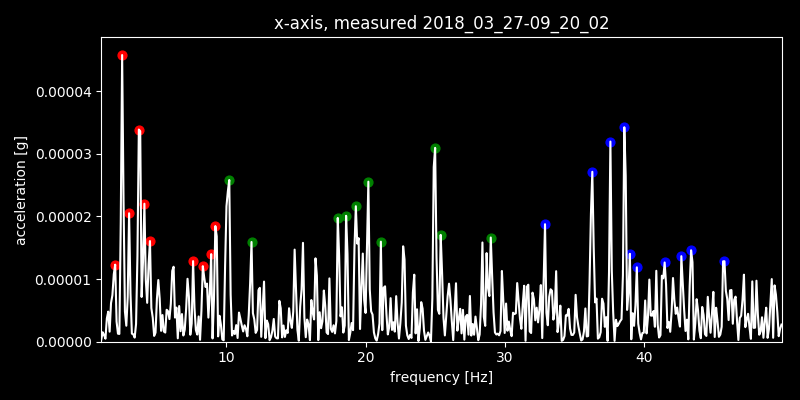 x-axis, measured 2018_03_27-09_20_02
acceleration [g]
0.00004
0.00003
0.00002
0.00001
0.00000
10 20 30 40
frequency [Hz]